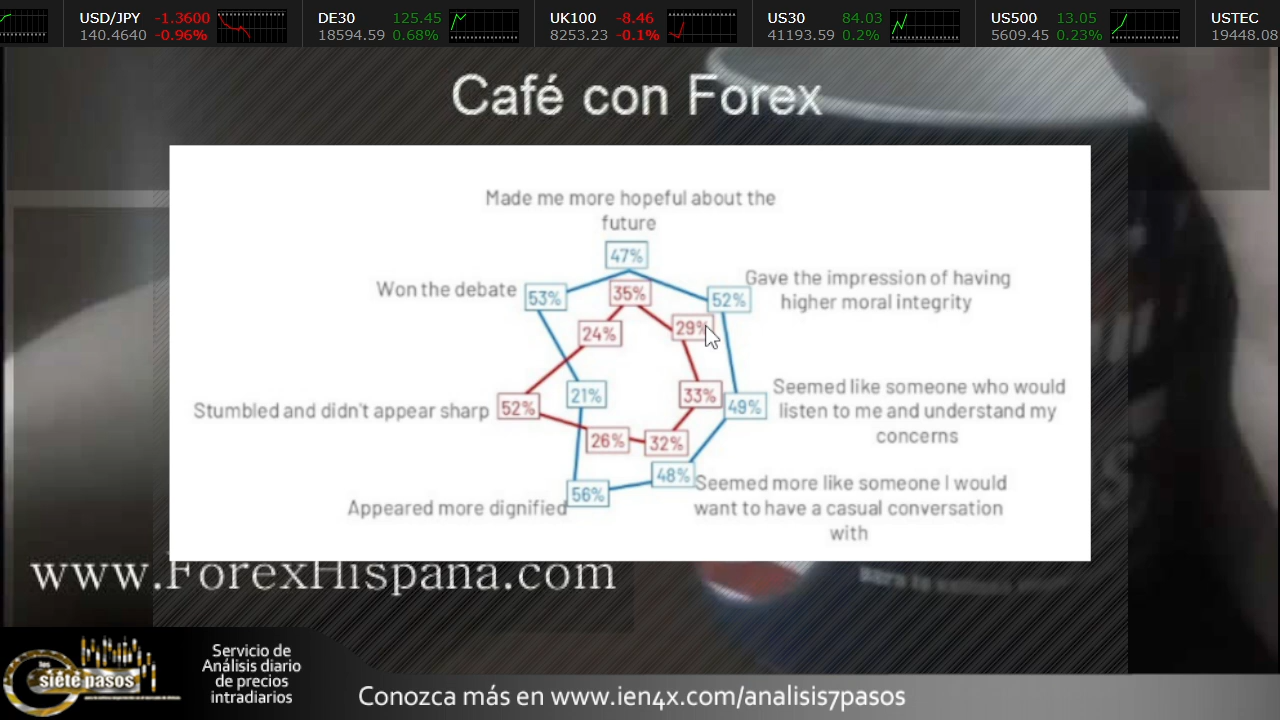 USD/JPY -1.3600
140.4640 -0.96%
DE30 125.45
18594.59 0.68%
UK100 -8.46
8253.23 -0.1%
US30 84.03
41193.59 0.2%
US500 13.05
5609.45 0.23%
USTEC
19448.08
Café con Forex
Made me more hopeful about the
future
47%
Won the debate
53%
35%
52%
Gave the impression of having
higher moral integrity
24%
29%
Stumbled and didn't appear sharp
52%
21%
33%
49%
Seemed like someone who would
listen to me and understand my
concerns
26%
32%
Appeared more dignified
56%
48%
Seemed more like someone I would
want to have a casual conversation
with
www.ForexHispana.com
los
siete pasos
Servicio de
Análisis diario
de precios
intradiarios
Conozca más en www.ien4x.com/analisis7pasos